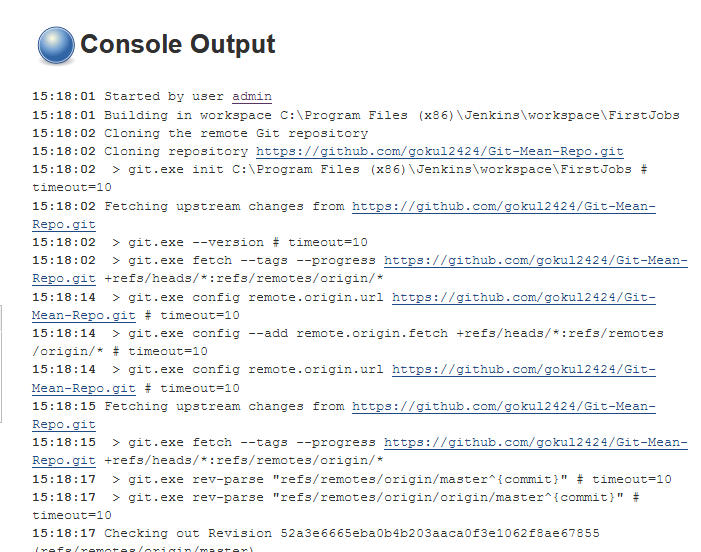 Console Output
15:18:01 Started by user admin
15:18:01 Building in workspace C:\Program Files (x86)\Jenkins\workspace\FirstJobs
15:18:02 Cloning the remote Git repository
15:18:02 Cloning repository https://github.com/gokul2424/Git-Mean-Repo.git
15:18:02  > git.exe init C:\Program Files (x86)\Jenkins\workspace\FirstJobs #
timeout=10
15:18:02 Fetching upstream changes from https://github.com/gokul2424/Git-Mean-
Repo.git
15:18:02  > git.exe --version # timeout=10
15:18:02  > git.exe fetch --tags --progress https://github.com/gokul2424/Git-Mean-
Repo.git +refs/heads/*:refs/remotes/origin/*
15:18:14  > git.exe config remote.origin.url https://github.com/gokul2424/Git-
Mean-Repo.git # timeout=10
15:18:14  > git.exe config --add remote.origin.fetch +refs/heads/*:refs/remotes
/origin/* # timeout=10
15:18:14  > git.exe config remote.origin.url https://github.com/gokul2424/Git-
Mean-Repo.git # timeout=10
15:18:15 Fetching upstream changes from https://github.com/gokul2424/Git-Mean-
Repo.git
15:18:15  > git.exe fetch --tags --progress https://github.com/gokul2424/Git-Mean-
Repo.git +refs/heads/*:refs/remotes/origin/*
15:18:17  > git.exe rev-parse "refs/remotes/origin/master^{commit}" # timeout=10
15:18:17  > git.exe rev-parse "refs/remotes/origin/origin/master^{commit}" #
timeout=10
15:18:17 Checking out Revision 52a3e6665eba0b4b203aaca0f3e1062f8ae67855
(refs/remotes/origin/master)